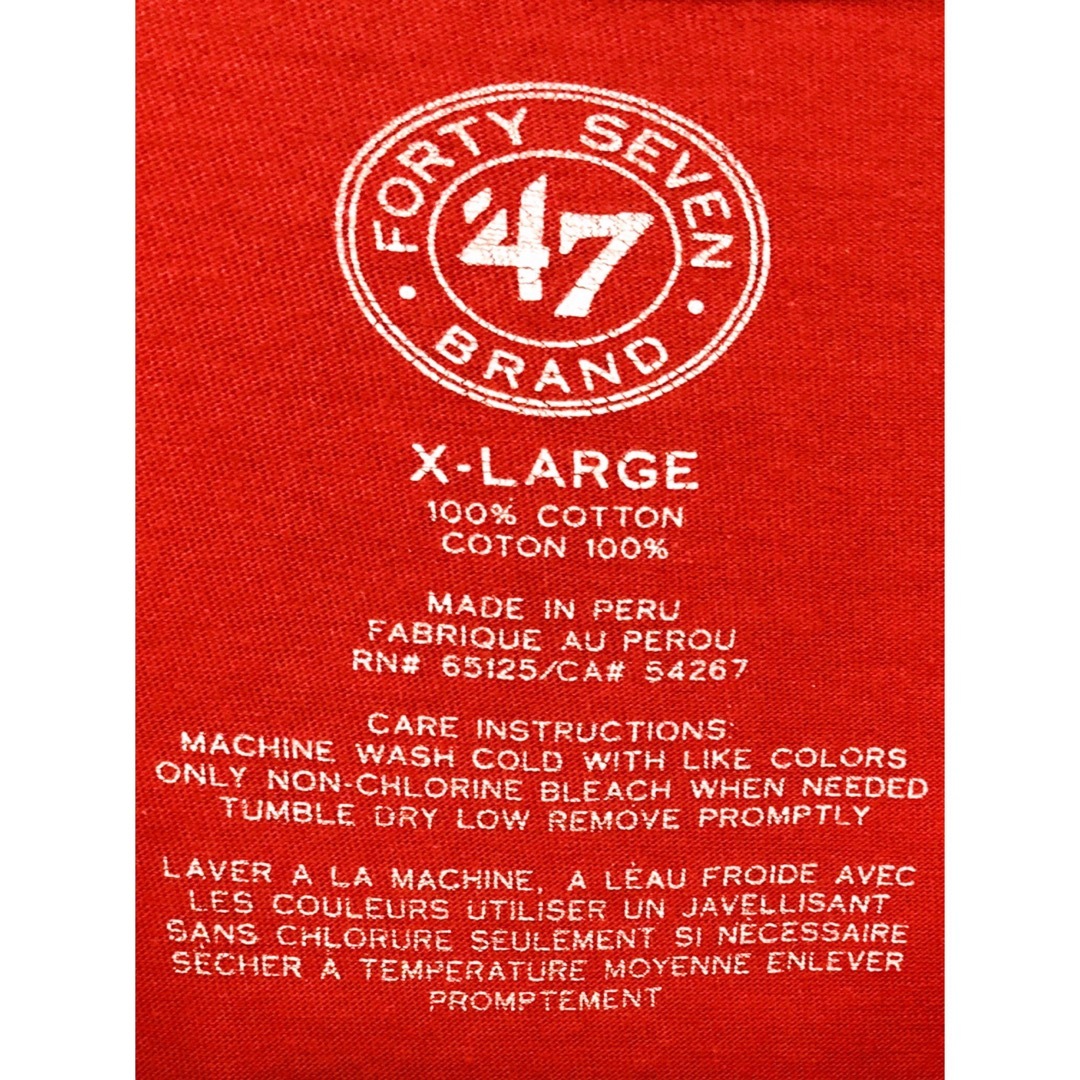 FORTY SEVEN
'47
BRAND
X-LARGE
100% COTTON
COTON 100%
MADE IN PERU
FABRIQUE AU PEROU
RN# 65125/CA# 54267
CARE INSTRUCTIONS:
MACHINE WASH COLD WITH LIKE COLORS
ONLY NON-CHLORINE BLEACH WHEN NEEDED
TUMBLE DRY LOW REMOVE PROMPTLY
LAVER A LA MACHINE, A LÉAU FROIDE AVEC
LES COULEURS UTILISER UN JAVELLISANT
SANS CHLORURE SEULEMENT SI NÈCESSAIRE
SÈCHER A TEMPERATURE MOYENNE ENLEVER
PROMPTEMENT